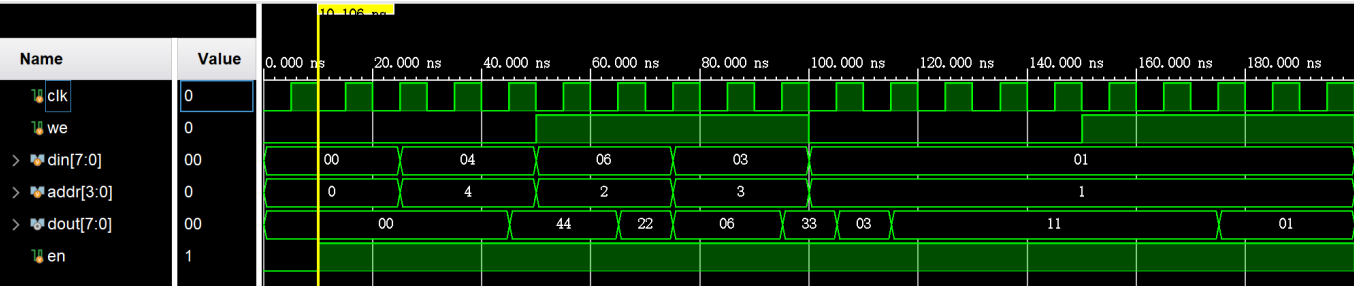 10.106 ns
Name Value
0.000 ns 20.000 ns 40.000 ns 60.000 ns 80.000 ns 100.000 ns 120.000 ns 140.000 ns 160.000 ns 180.000 ns
clk 0
we 0
din[7:0] 00 00 04 06 03 01
addr[3:0] 0 0 4 2 3 1
dout[7:0] 00 00 44 22 06 33 03 11 01
en 1